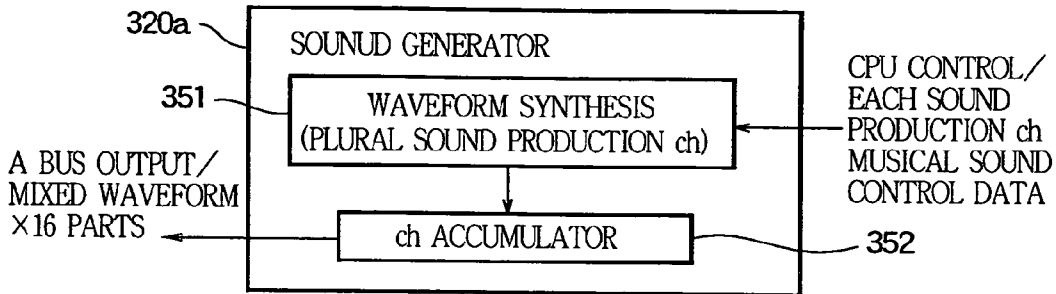 320a
SOUNUD GENERATOR
351
WAVEFORM SYNTHESIS
(PLURAL SOUND PRODUCTION ch)
CPU CONTROL/
EACH SOUND
PRODUCTION ch
MUSICAL SOUND
CONTROL DATA
A BUS OUTPUT/
MIXED WAVEFORM
×16 PARTS
ch ACCUMULATOR
352